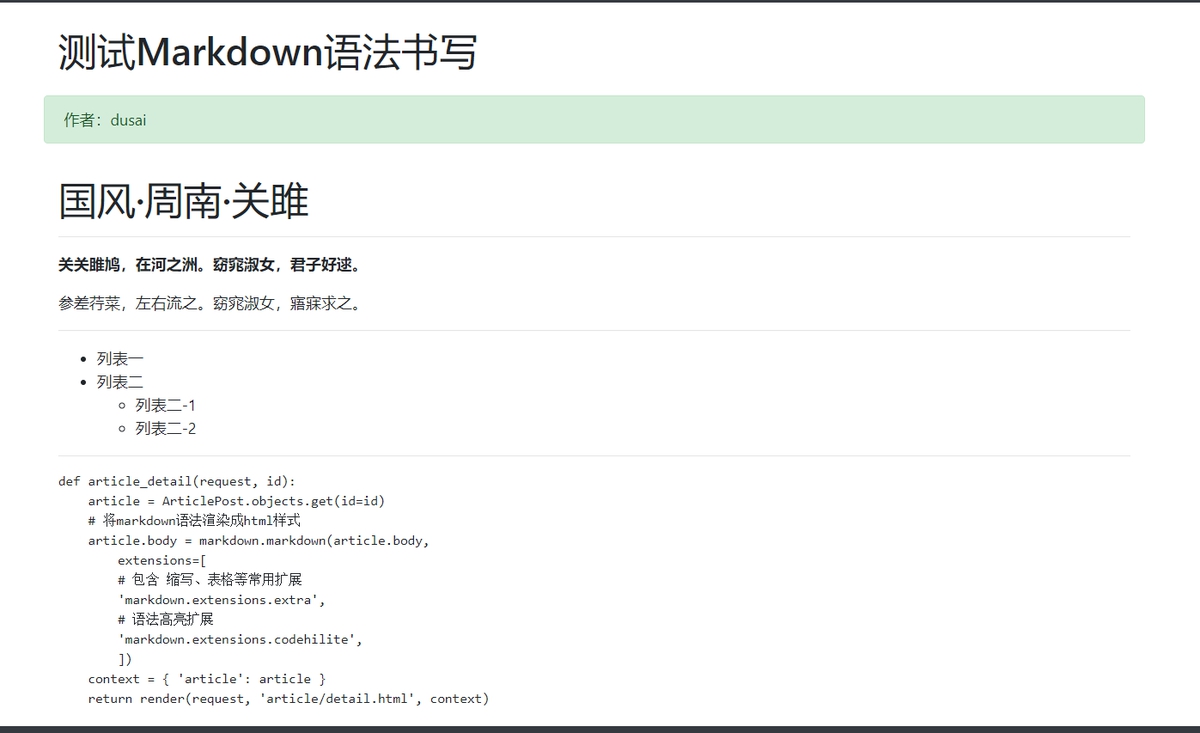 测试Markdown语法书写
作者：dusai
国风·周南·关雎
关关雎鸠，在河之洲。窈窕淑女，君子好逑。
参差荇菜，左右流之。窈窕淑女，寤寐求之。
• 列表一
• 列表二
◦ 列表二-1
◦ 列表二-2
def article_detail(request, id):
    article = ArticlePost.objects.get(id=id)
    # 将markdown语法渲染成html样式
    article.body = markdown.markdown(article.body,
        extensions=[
        # 包含 缩写、表格等常用扩展
        'markdown.extensions.extra',
        # 语法高亮扩展
        'markdown.extensions.codehilite',
        ])
    context = { 'article': article }
    return render(request, 'article/detail.html', context)